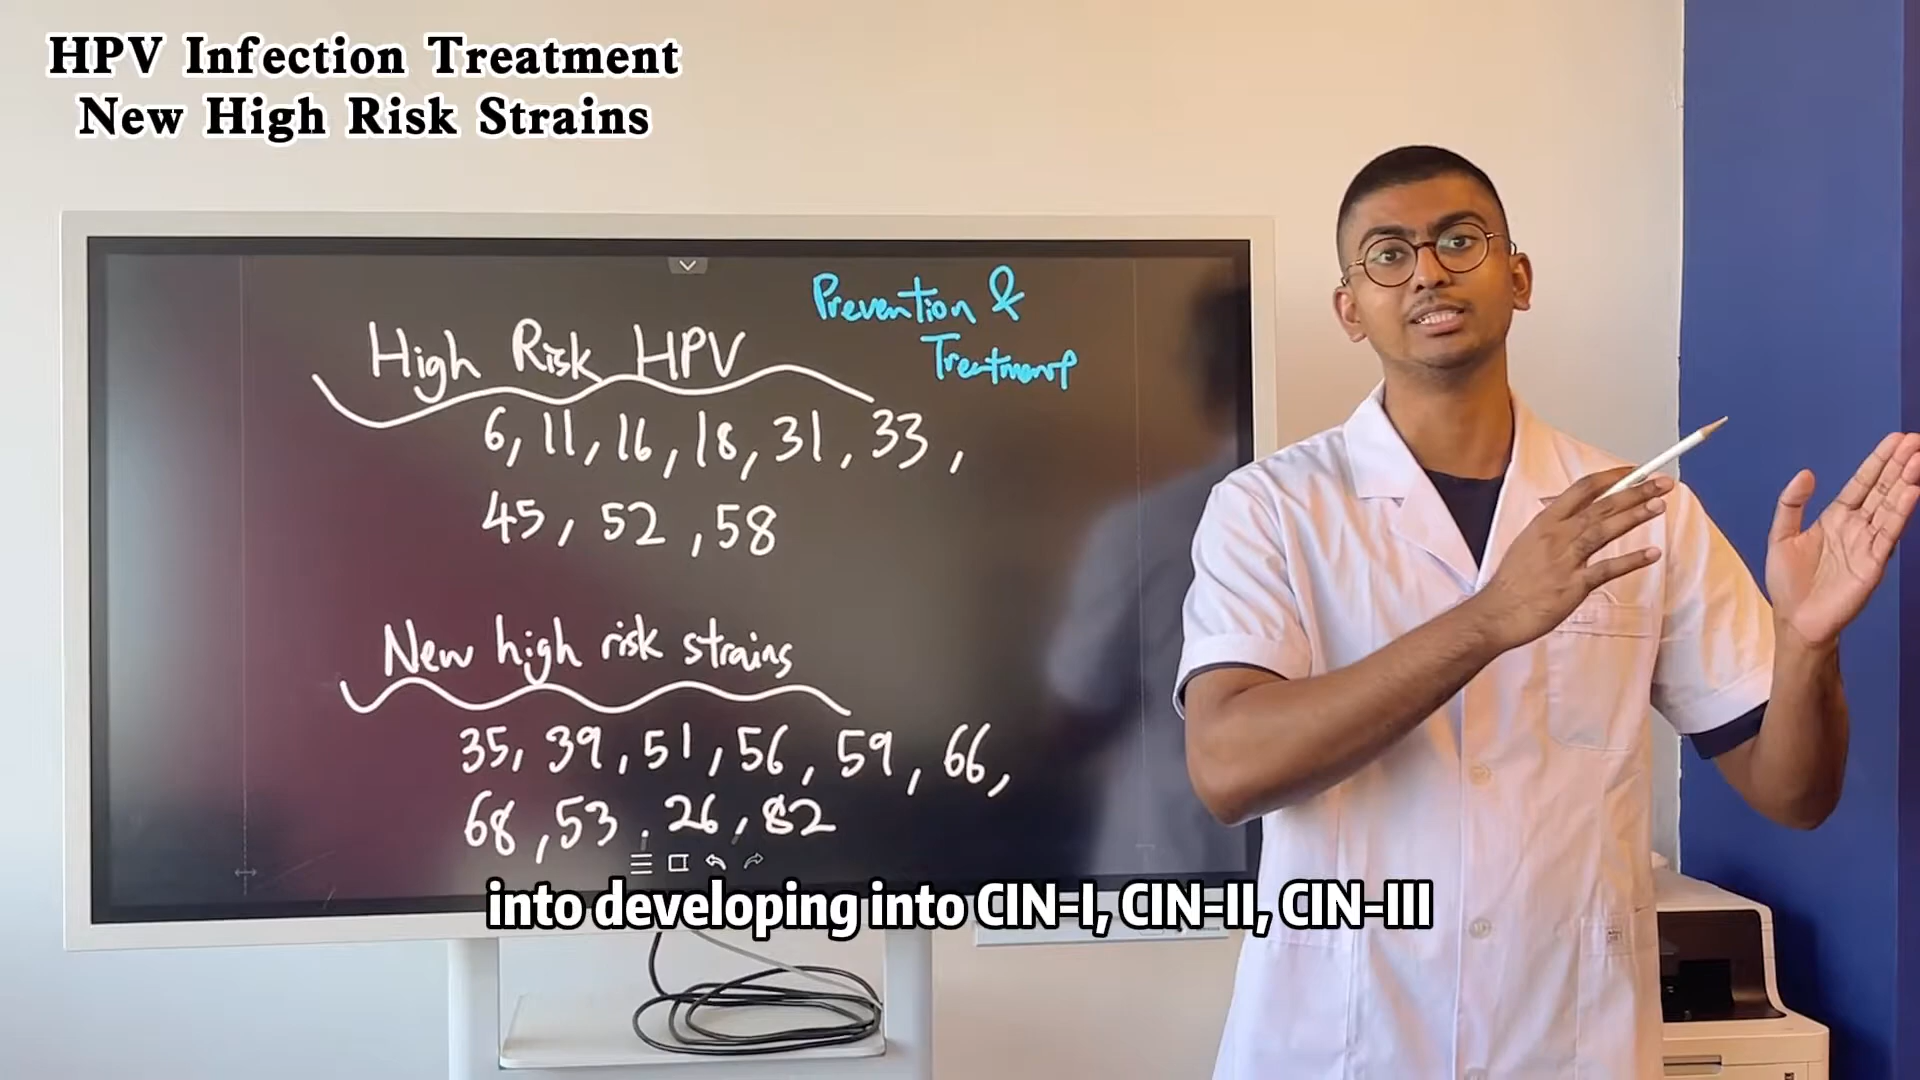 HPV Infection Treatment
New High Risk Strains
Prevention &
Treatment
High Risk HPV
6, 11, 16, 18, 31, 33,
45, 52, 58
New high risk strains
35, 39, 51, 56, 59, 66,
68, 53, 26, 82
into developing into CIN-I, CIN-II, CIN-III